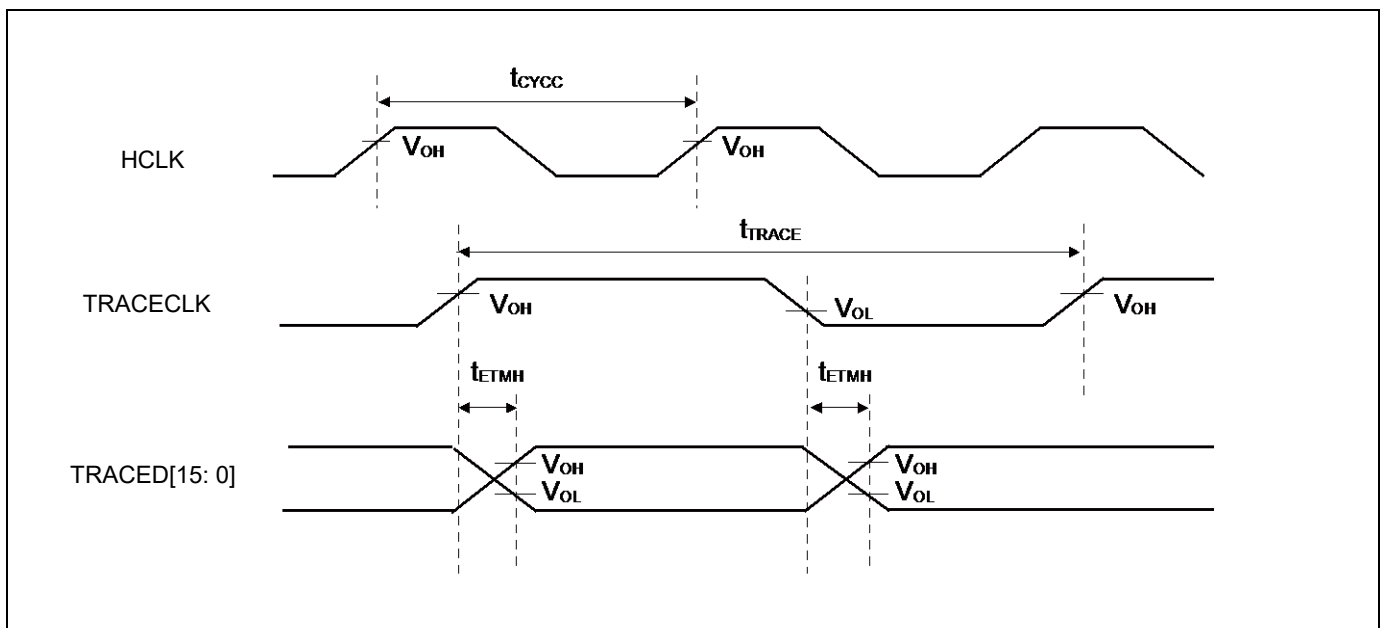 tCYCC
HCLK
VOH
VOH
tTRACE
TRACECLK
VOH
VOL
VOH
tETMH
tETMH
TRACED[15: 0]
VOH
VOH
VOL
VOL